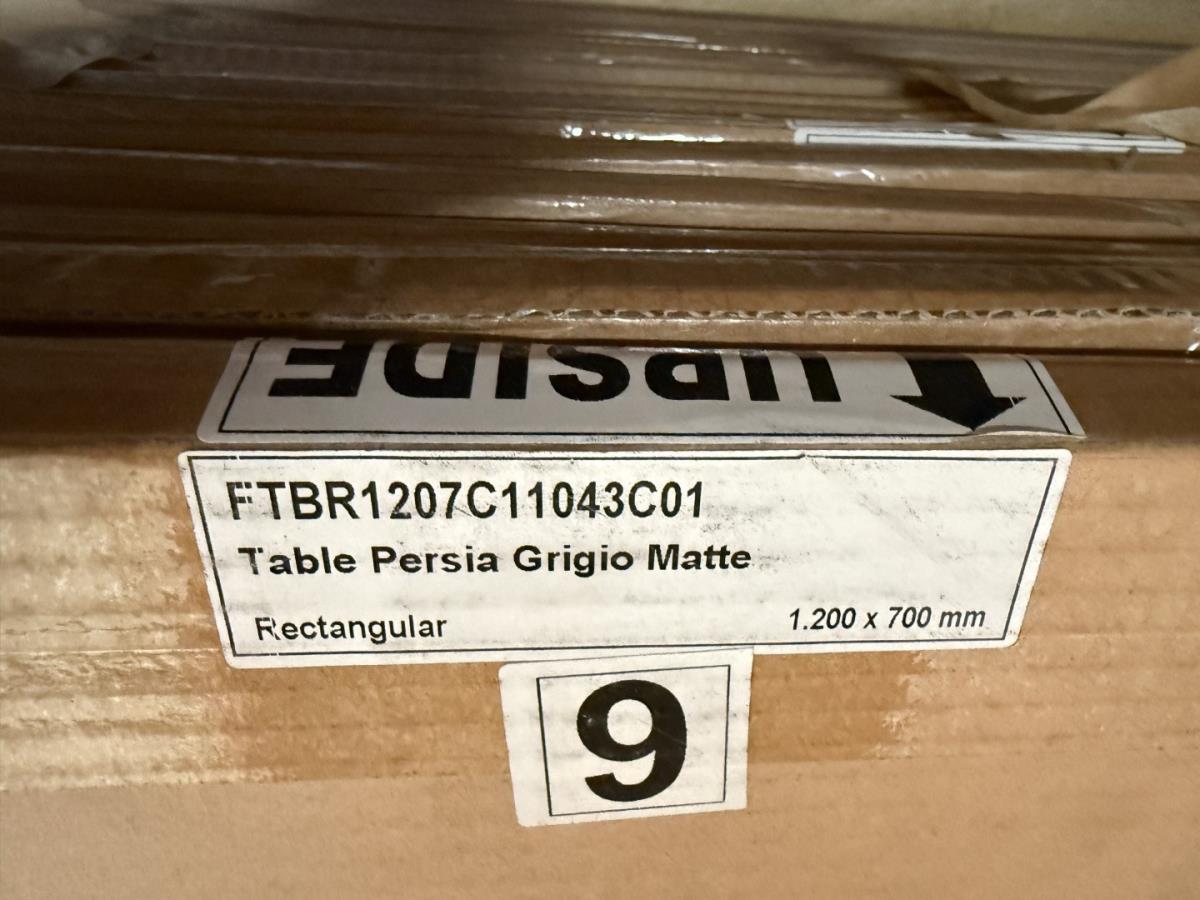 UPSIDE
FTBR1207C11043C01
Table Persia Grigio Matte
Rectangular 1.200 x 700 mm
9